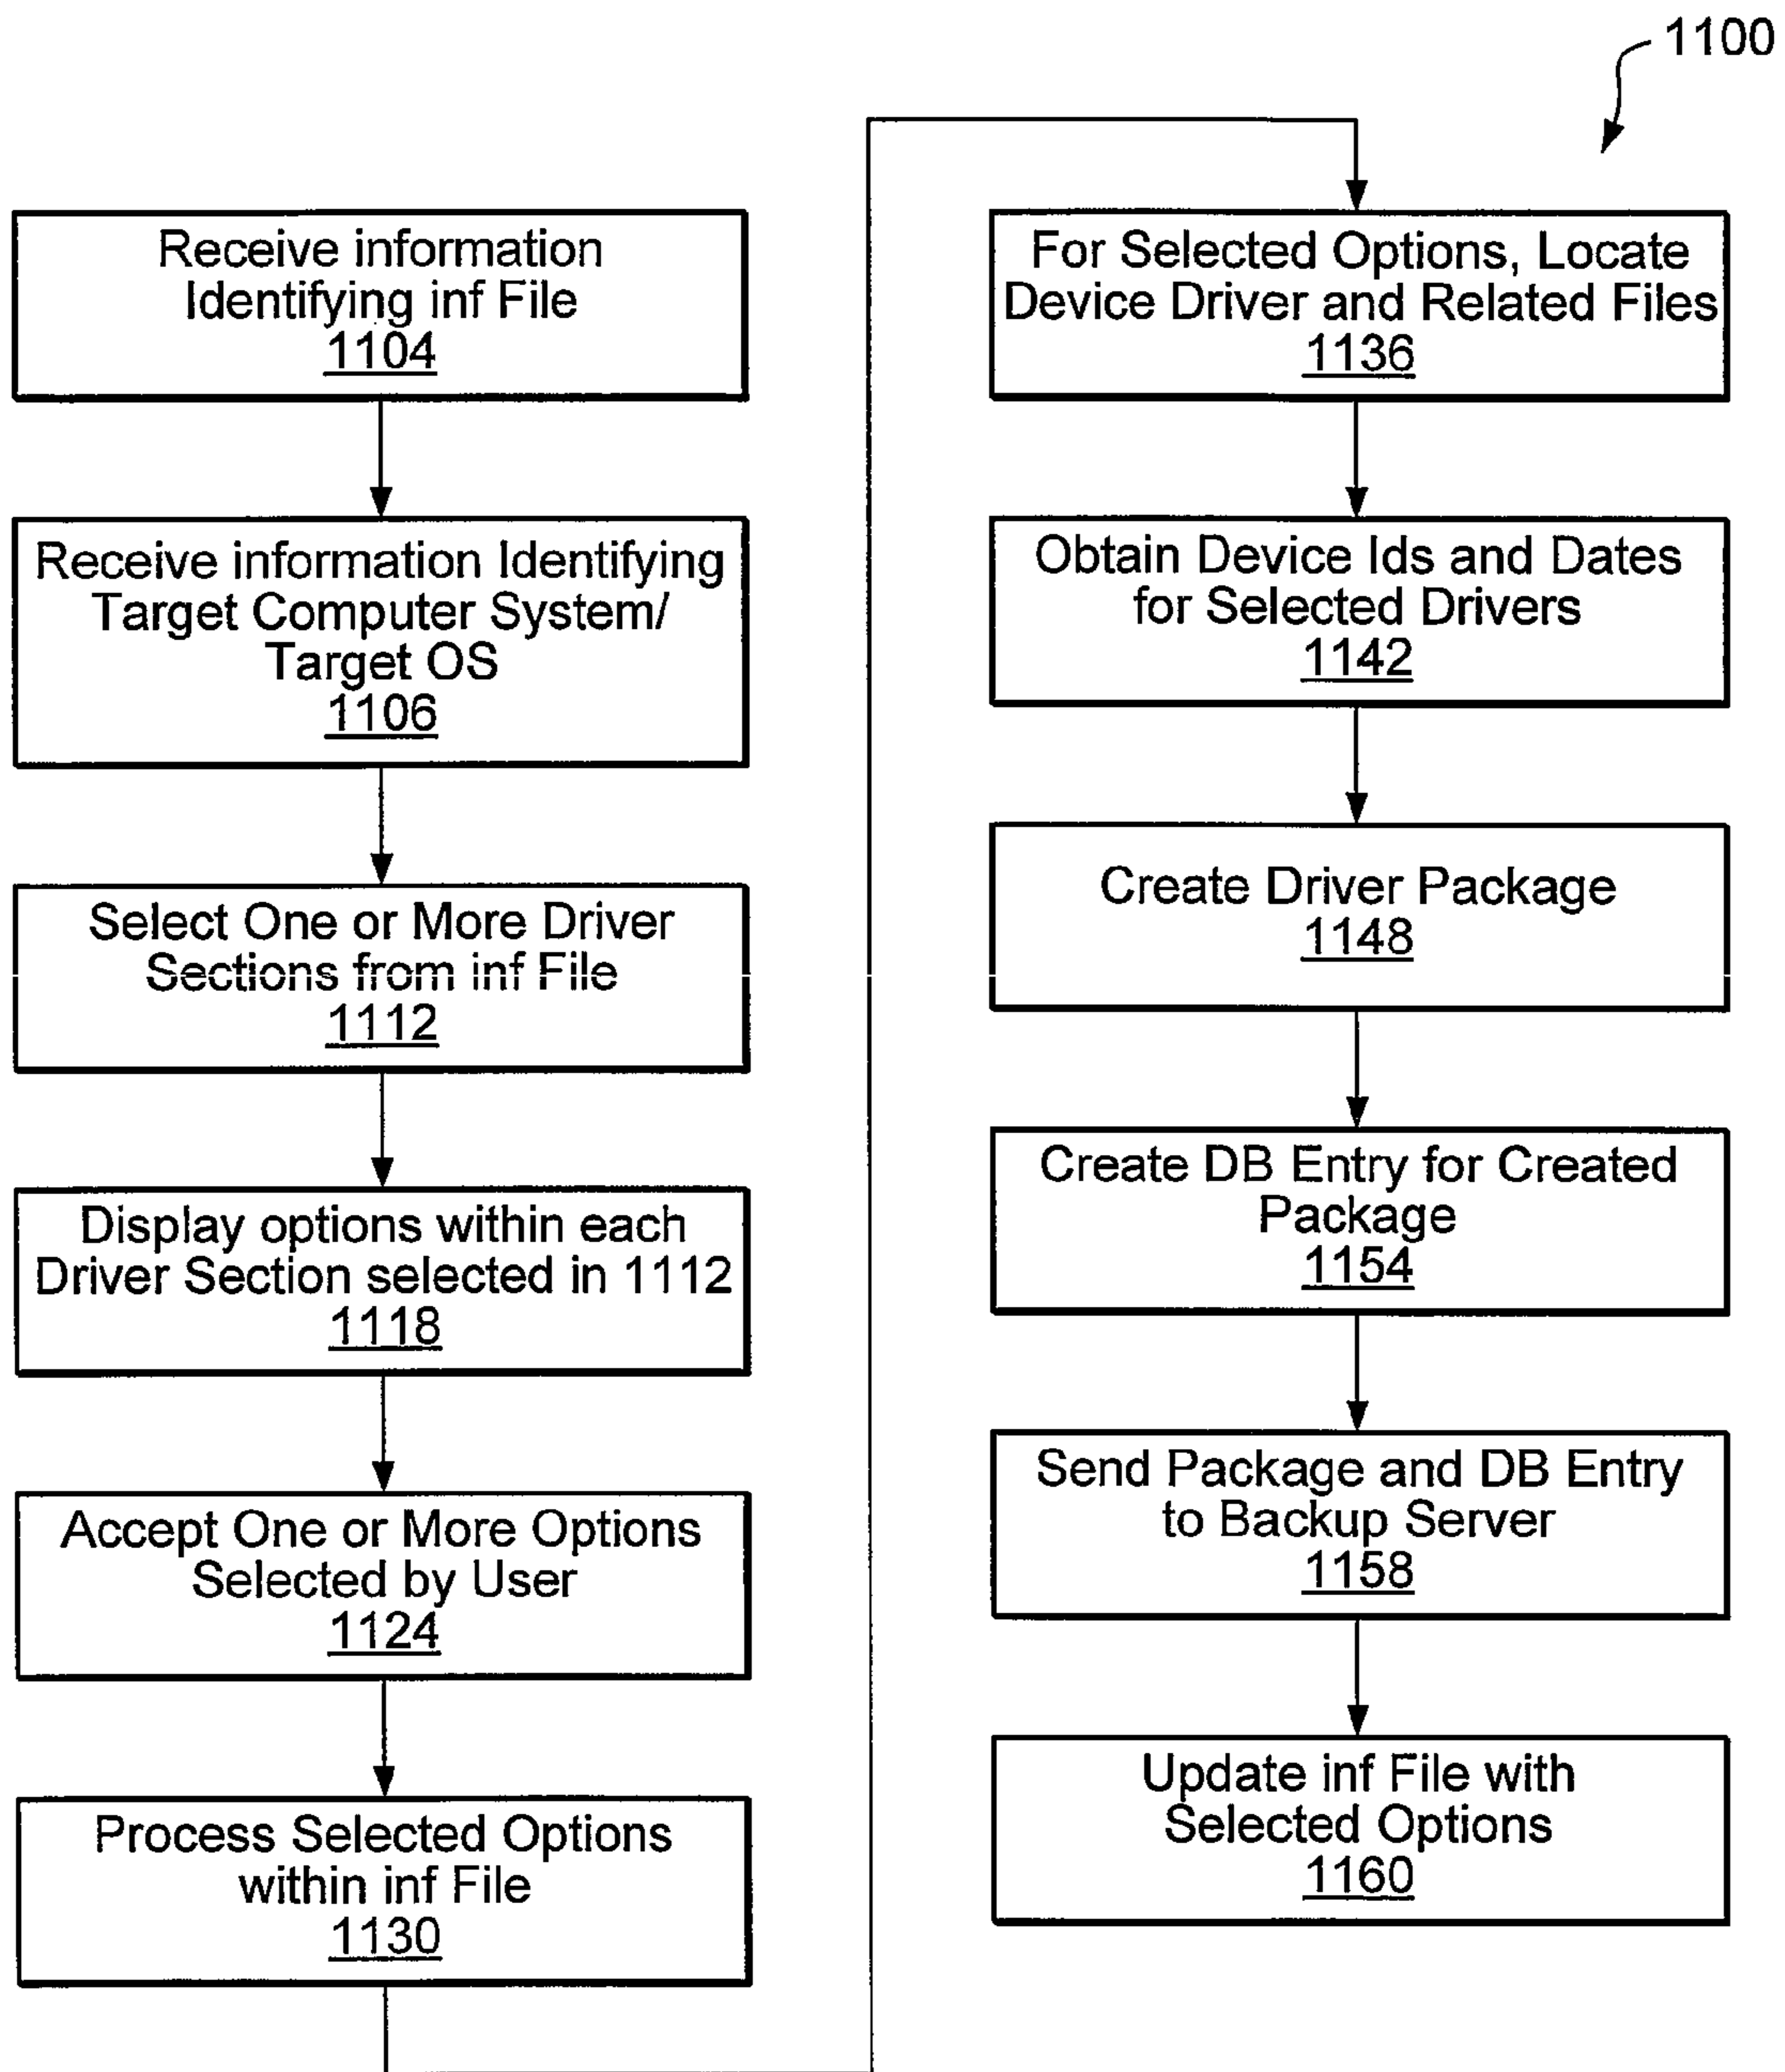 1100
Receive information
Identifying inf File
1104
Receive information Identifying
Target Computer System/
Target OS
1106
Select One or More Driver
Sections from inf File
1112
Display options within each
Driver Section selected in 1112
1118
Accept One or More Options
Selected by User
1124
Process Selected Options
within inf File
1130
For Selected Options, Locate
Device Driver and Related Files
1136
Obtain Device Ids and Dates
for Selected Drivers
1142
Create Driver Package
1148
Create DB Entry for Created
Package
1154
Send Package and DB Entry
to Backup Server
1158
Update inf File with
Selected Options
1160